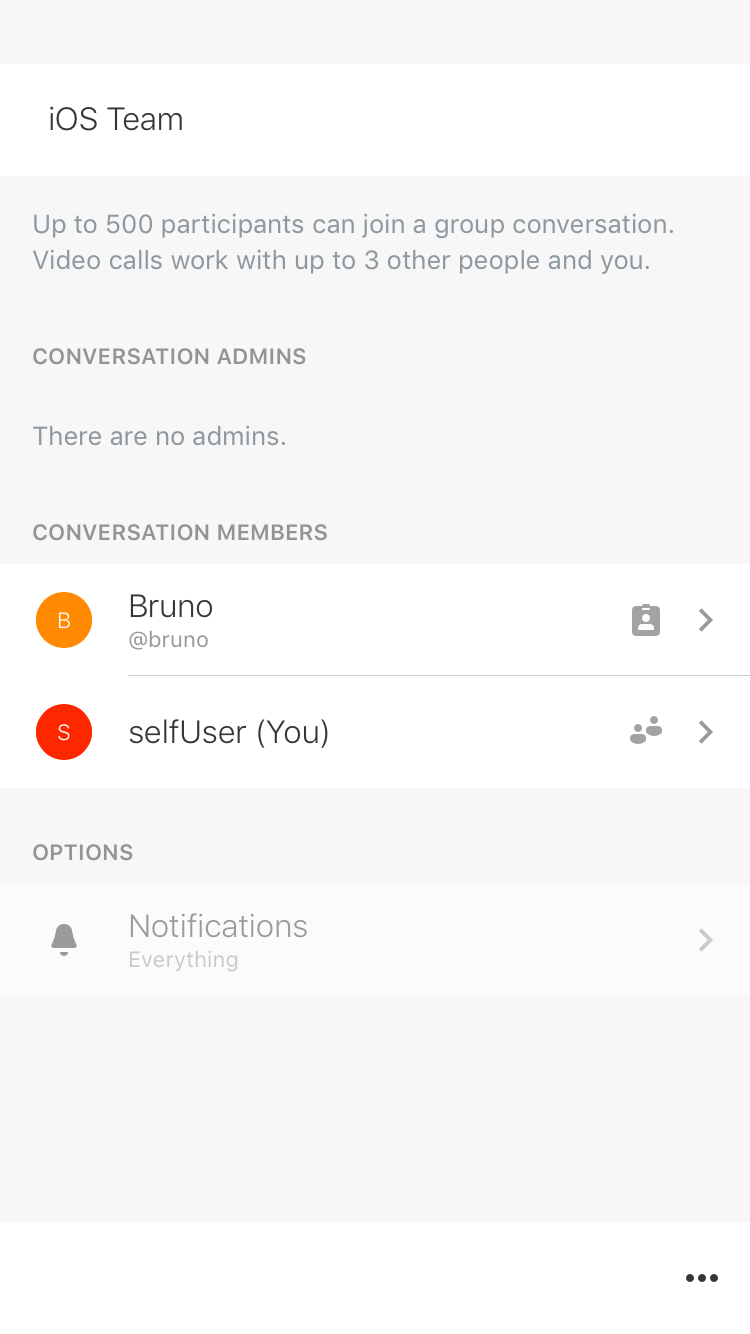 iOS Team
Up to 500 participants can join a group conversation.
Video calls work with up to 3 other people and you.
CONVERSATION ADMINS
There are no admins.
CONVERSATION MEMBERS
B
Bruno
@bruno
S
selfUser (You)
OPTIONS
Notifications
Everything